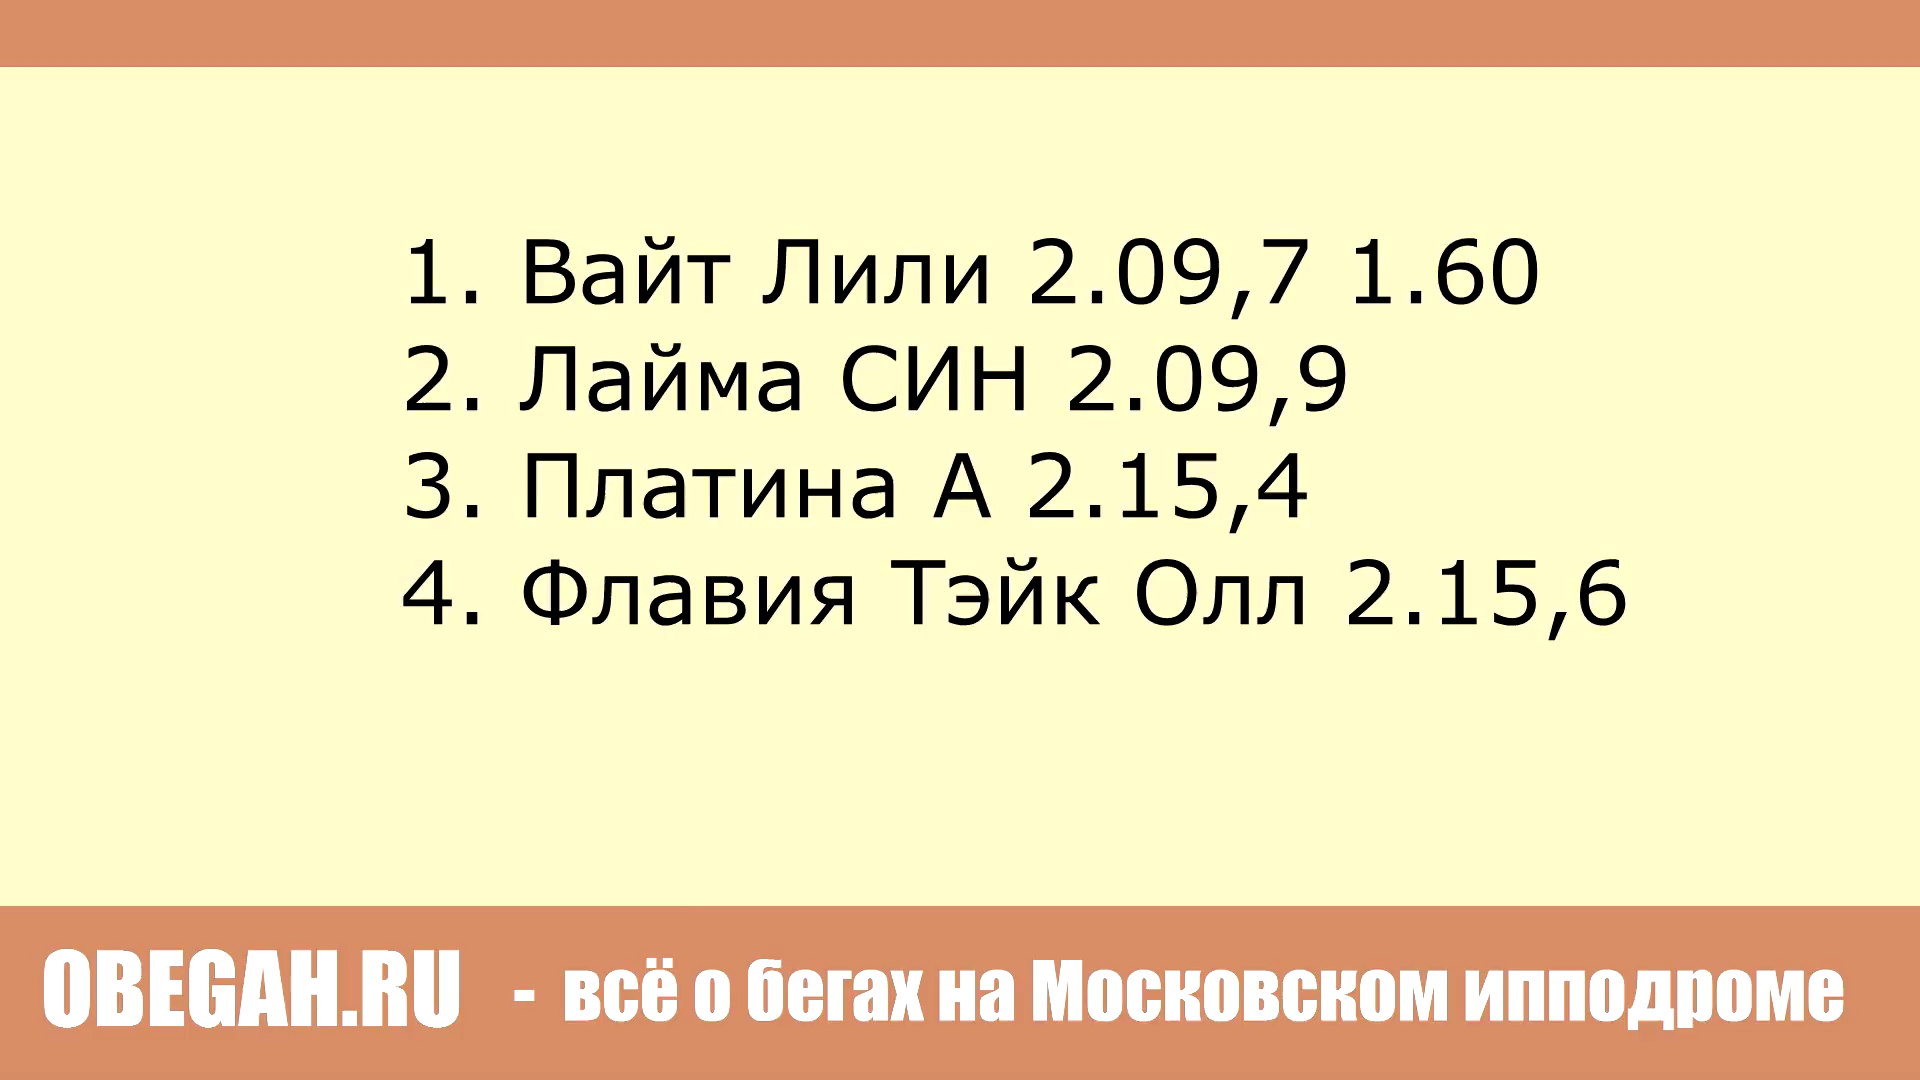 1. Вайт Лили 2.09,7 1.60
2. Лайма СИН 2.09,9
3. Платина А 2.15,4
4. Флавия Тэйк Олл 2.15,6
OBEGAH.RU - всё о бегах на Московском ипподроме